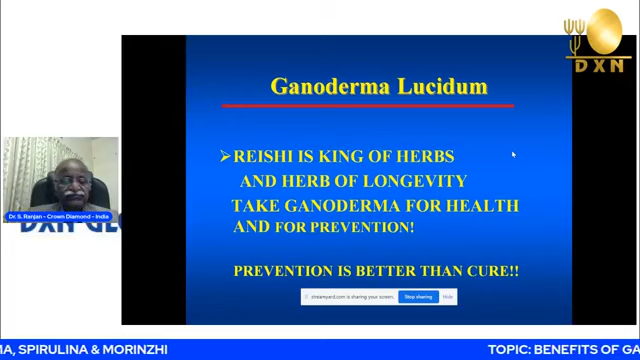 DXN
Ganoderma Lucidum
➢REISHI IS KING OF HERBS
AND HERB OF LONGEVITY
TAKE GANODERMA FOR HEALTH
AND FOR PREVENTION!
PREVENTION IS BETTER THAN CURE!!
Dr. S. Ranjan- Crown Diamond - India
streamyard.com is sharing your screen.
Stop sharing
Hide
MA, SPIRULINA & MORINZHI
TOPIC: BENEFITS OF GA